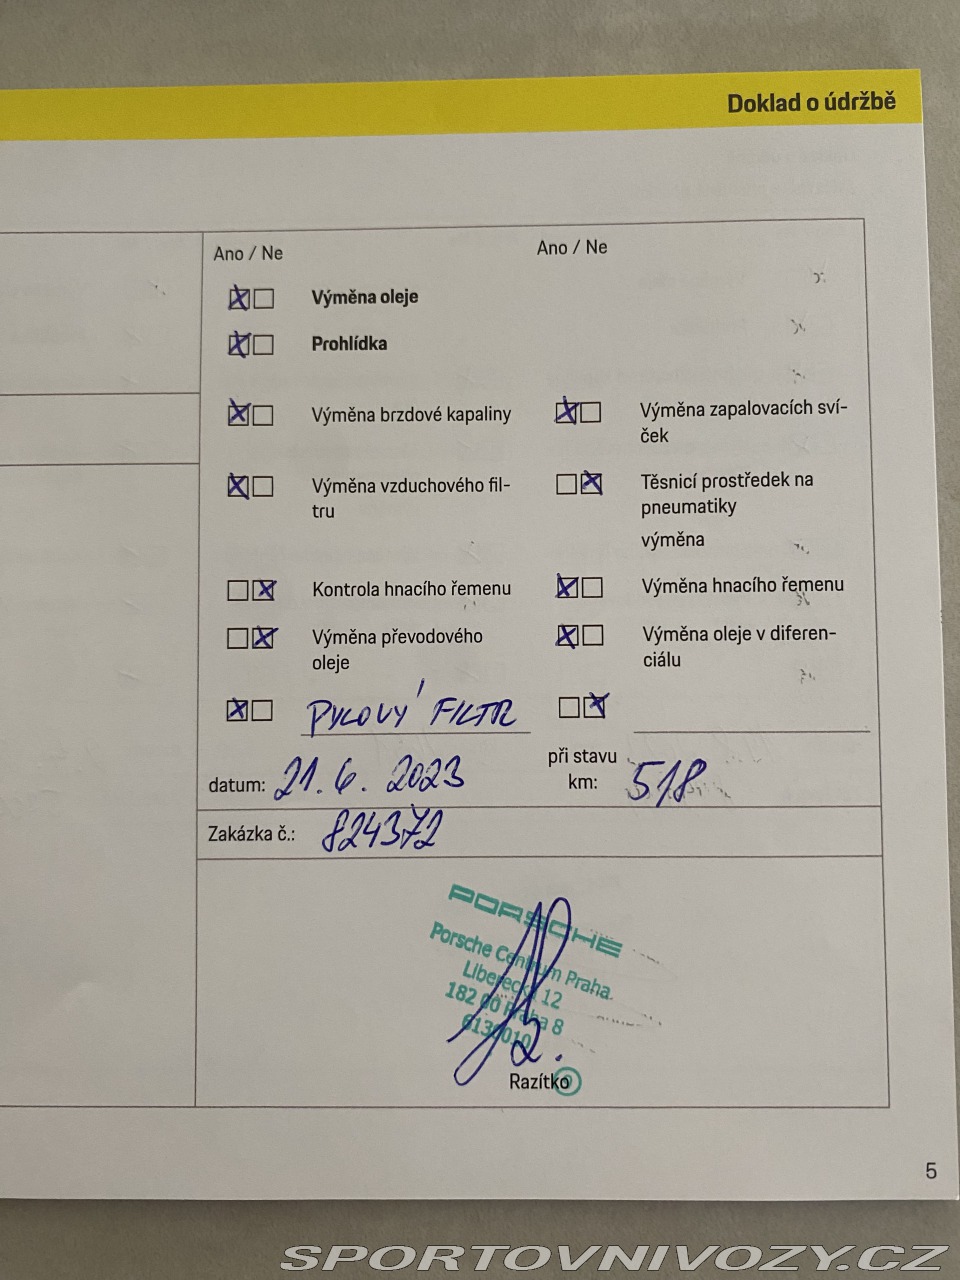 Doklad o údržbě
Ano / Ne
Ano / Ne
Výměna oleje
Prohlídka
Výměna brzdové kapaliny
Výměna zapalovacích sví-
ček
Výměna vzduchového fil-
tru
Těsnicí prostředek na
pneumatiky
výměna
Kontrola hnacího řemenu
Výměna hnacího řemenu
Výměna převodového
oleje
Výměna oleje v diferen-
ciálu
PYLOVÝ FILTR
datum: 21.6.2023
při stavu
km: 518
Zakázka č.: 824372
PORSCHE
Porsche Centrum Praha
Liberecká 12
182 00 Praha 8
Razítko
5
SPORTOVNIVOZY.CZ